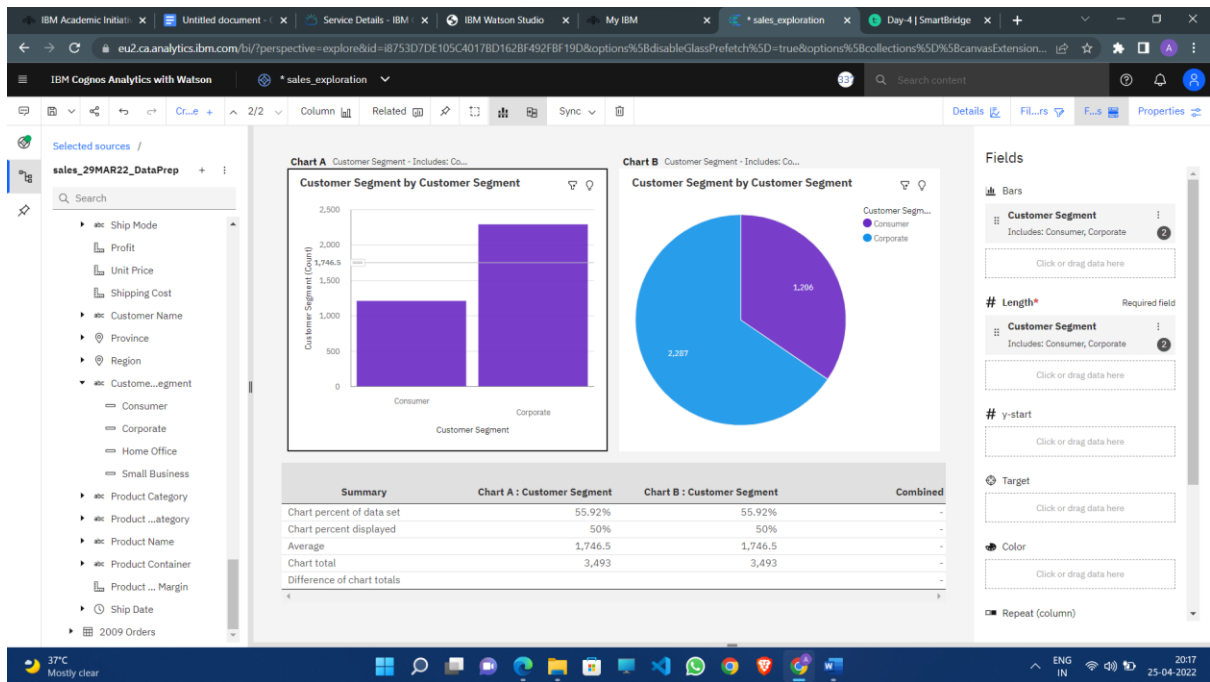 IBM Academic Initiativ
Untitled document - G
Service Details - IBM
IBM Watson Studio
My IBM
* sales_exploration
Day-4 | SmartBridge
eu2.ca.analytics.ibm.com/bi/?perspective=explore&id=i8753D7DE105C4017BD162BF492FBF19D&options%5BdisableGlassPrefetch%5D=true&options%5Bcollections%5D%5BcanvasExtension...
A
IBM Cognos Analytics with Watson
* sales_exploration
Search content
Cr...e +
2/2
Column
Related
Sync
Details
Fil...rs
F...s
Properties
Selected sources /
sales_29MAR22_DataPrep
Search
abc Ship Mode
Profit
Unit Price
Shipping Cost
abc Customer Name
Province
Region
abc Custome...egment
Consumer
Corporate
Home Office
Small Business
abc Product Category
abc Product ...ategory
abc Product Name
abc Product Container
Product ... Margin
Ship Date
2009 Orders
Chart A Customer Segment - Includes: Co...
Customer Segment by Customer Segment
2,500
2,000
1,746.5
1,500
1,000
500
0
Customer Segment (Count)
Consumer
Corporate
Customer Segment
Chart B Customer Segment - Includes: Co...
Customer Segment by Customer Segment
Customer Segm...
Consumer
Corporate
1,206
2,287
Summary Chart A : Customer Segment Chart B : Customer Segment Combined
Chart percent of data set 55.92% 55.92% -
Chart percent displayed 50% 50% -
Average 1,746.5 1,746.5 -
Chart total 3,493 3,493 -
Difference of chart totals -
Fields
Bars
Customer Segment
Includes: Consumer, Corporate 2
Click or drag data here
# Length* Required field
Customer Segment
Includes: Consumer, Corporate 2
Click or drag data here
# y-start
Click or drag data here
Target
Click or drag data here
Color
Click or drag data here
Repeat (column)
37°C
Mostly clear
ENG
IN
20:17
25-04-2022